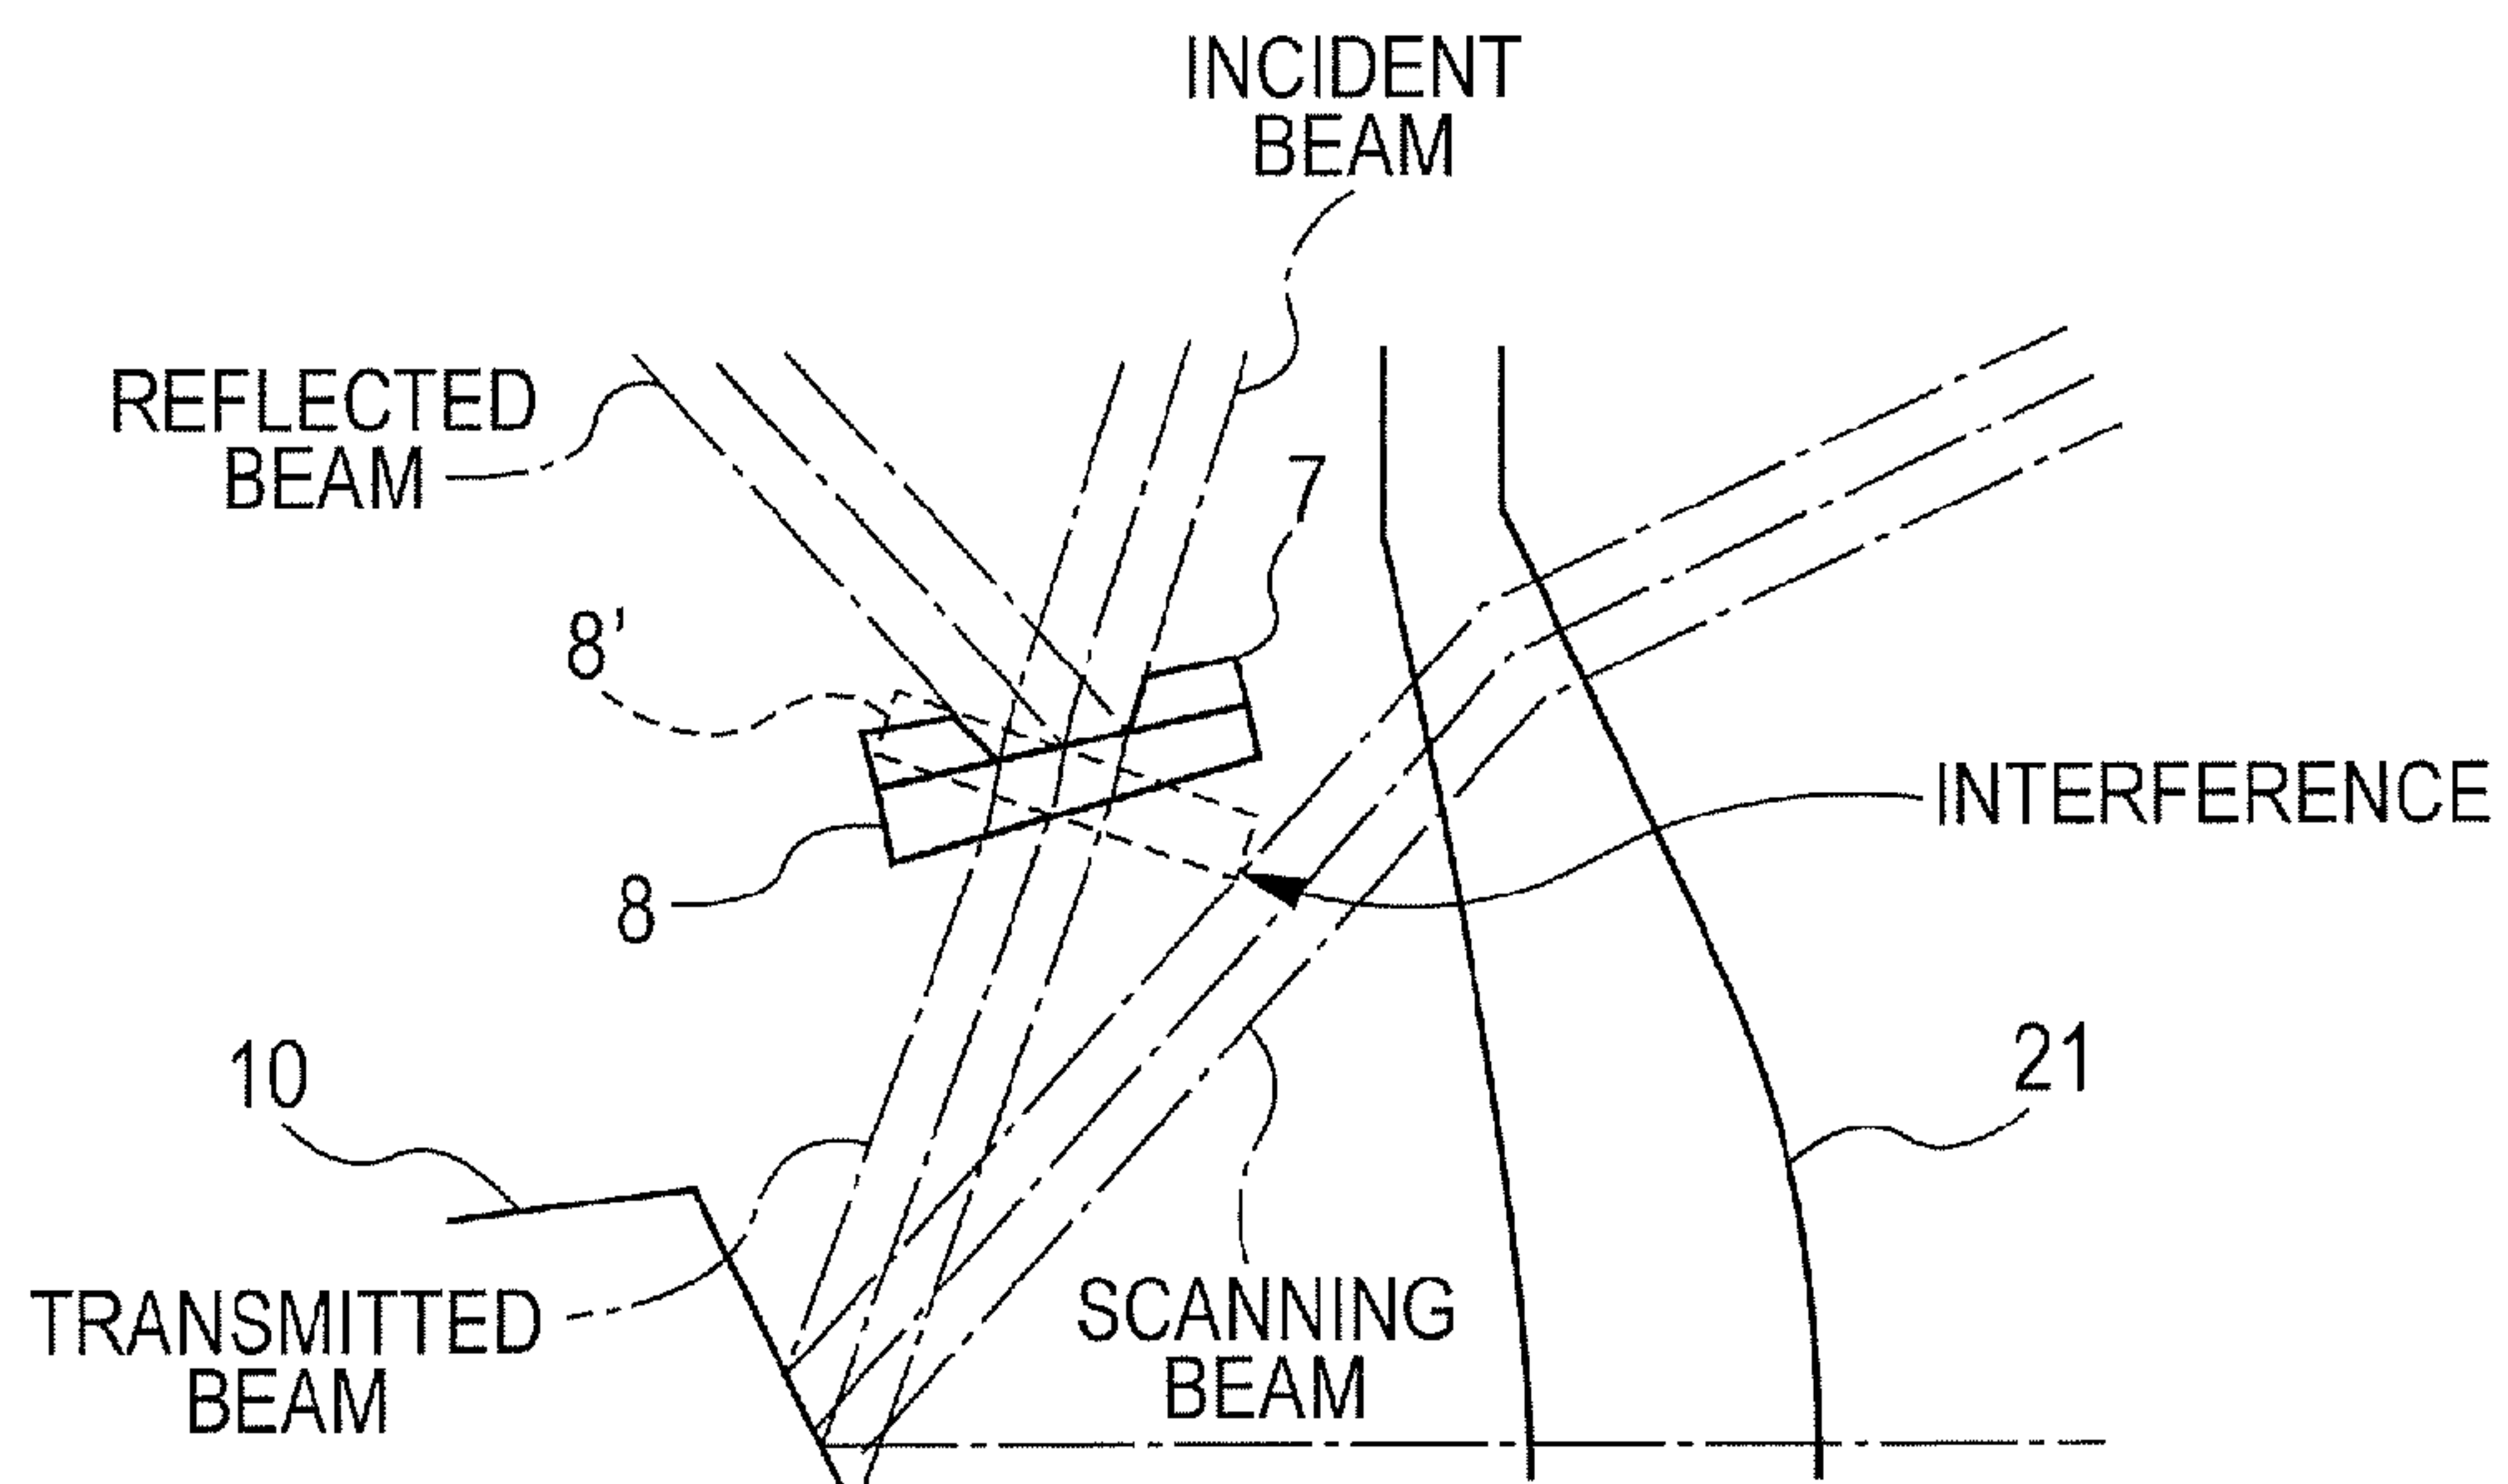 INCIDENT
BEAM
REFLECTED
BEAM
7
8'
INTERFERENCE
8
10
21
TRANSMITTED
BEAM
SCANNING
BEAM